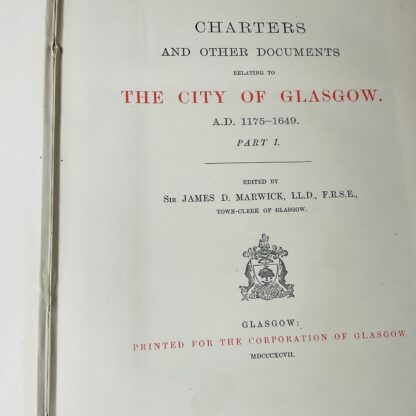 CHARTERS
AND OTHER DOCUMENTS
RELATING TO
THE CITY OF GLASGOW.
A.D. 1175–1649.
PART I.
EDITED BY
SIR JAMES D. MARWICK, LL.D., F.R.S.E.,
TOWN-CLERK OF GLASGOW.
GLASGOW:
PRINTED FOR THE CORPORATION OF GLASGOW
MDCCCXCVII.